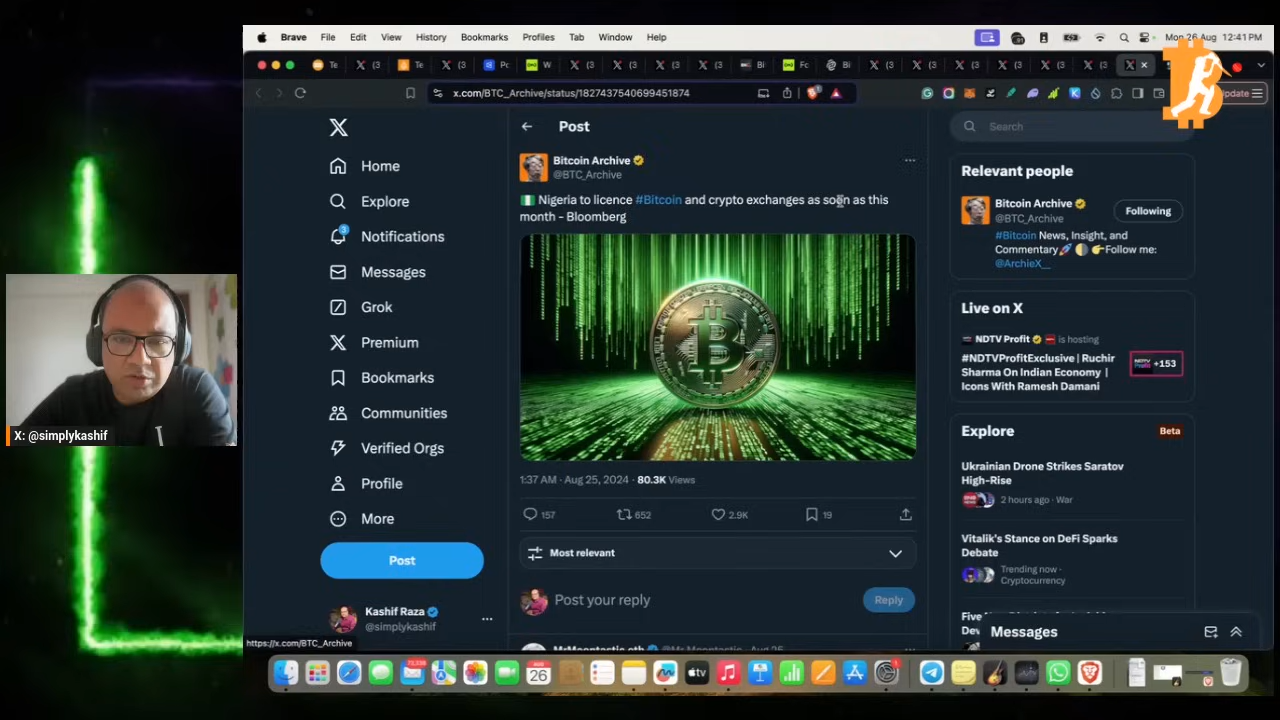 Brave File Edit View History Bookmarks Profiles Tab Window Help
Mon 26 Aug 12:41 PM
x.com/BTC_Archive/status/1827437540699451874
Update
Home
Explore
3
Notifications
Messages
Grok
Premium
Bookmarks
Communities
Verified Orgs
Profile
More
Post
Kashif Raza
@simplykashif
https://x.com/BTC_Archive
Post
Bitcoin Archive
@BTC_Archive
Nigeria to licence #Bitcoin and crypto exchanges as soon as this
month - Bloomberg
1:37 AM · Aug 25, 2024 · 80.3K Views
157 652 2.9K 19
Most relevant
Post your reply
Reply
Search
Relevant people
Bitcoin Archive
@BTC_Archive
Following
#Bitcoin News, Insight, and
Commentary Follow me:
@ArchieX__
Live on X
NDTV Profit is hosting
#NDTVProfitExclusive | Ruchir
Sharma On Indian Economy |
Icons With Ramesh Damani
+153
Explore
Beta
Ukrainian Drone Strikes Saratov
High-Rise
2 hours ago · War
Vitalik's Stance on DeFi Sparks
Debate
Trending now ·
Cryptocurrency
Messages
X: @simplykashif
26
tv